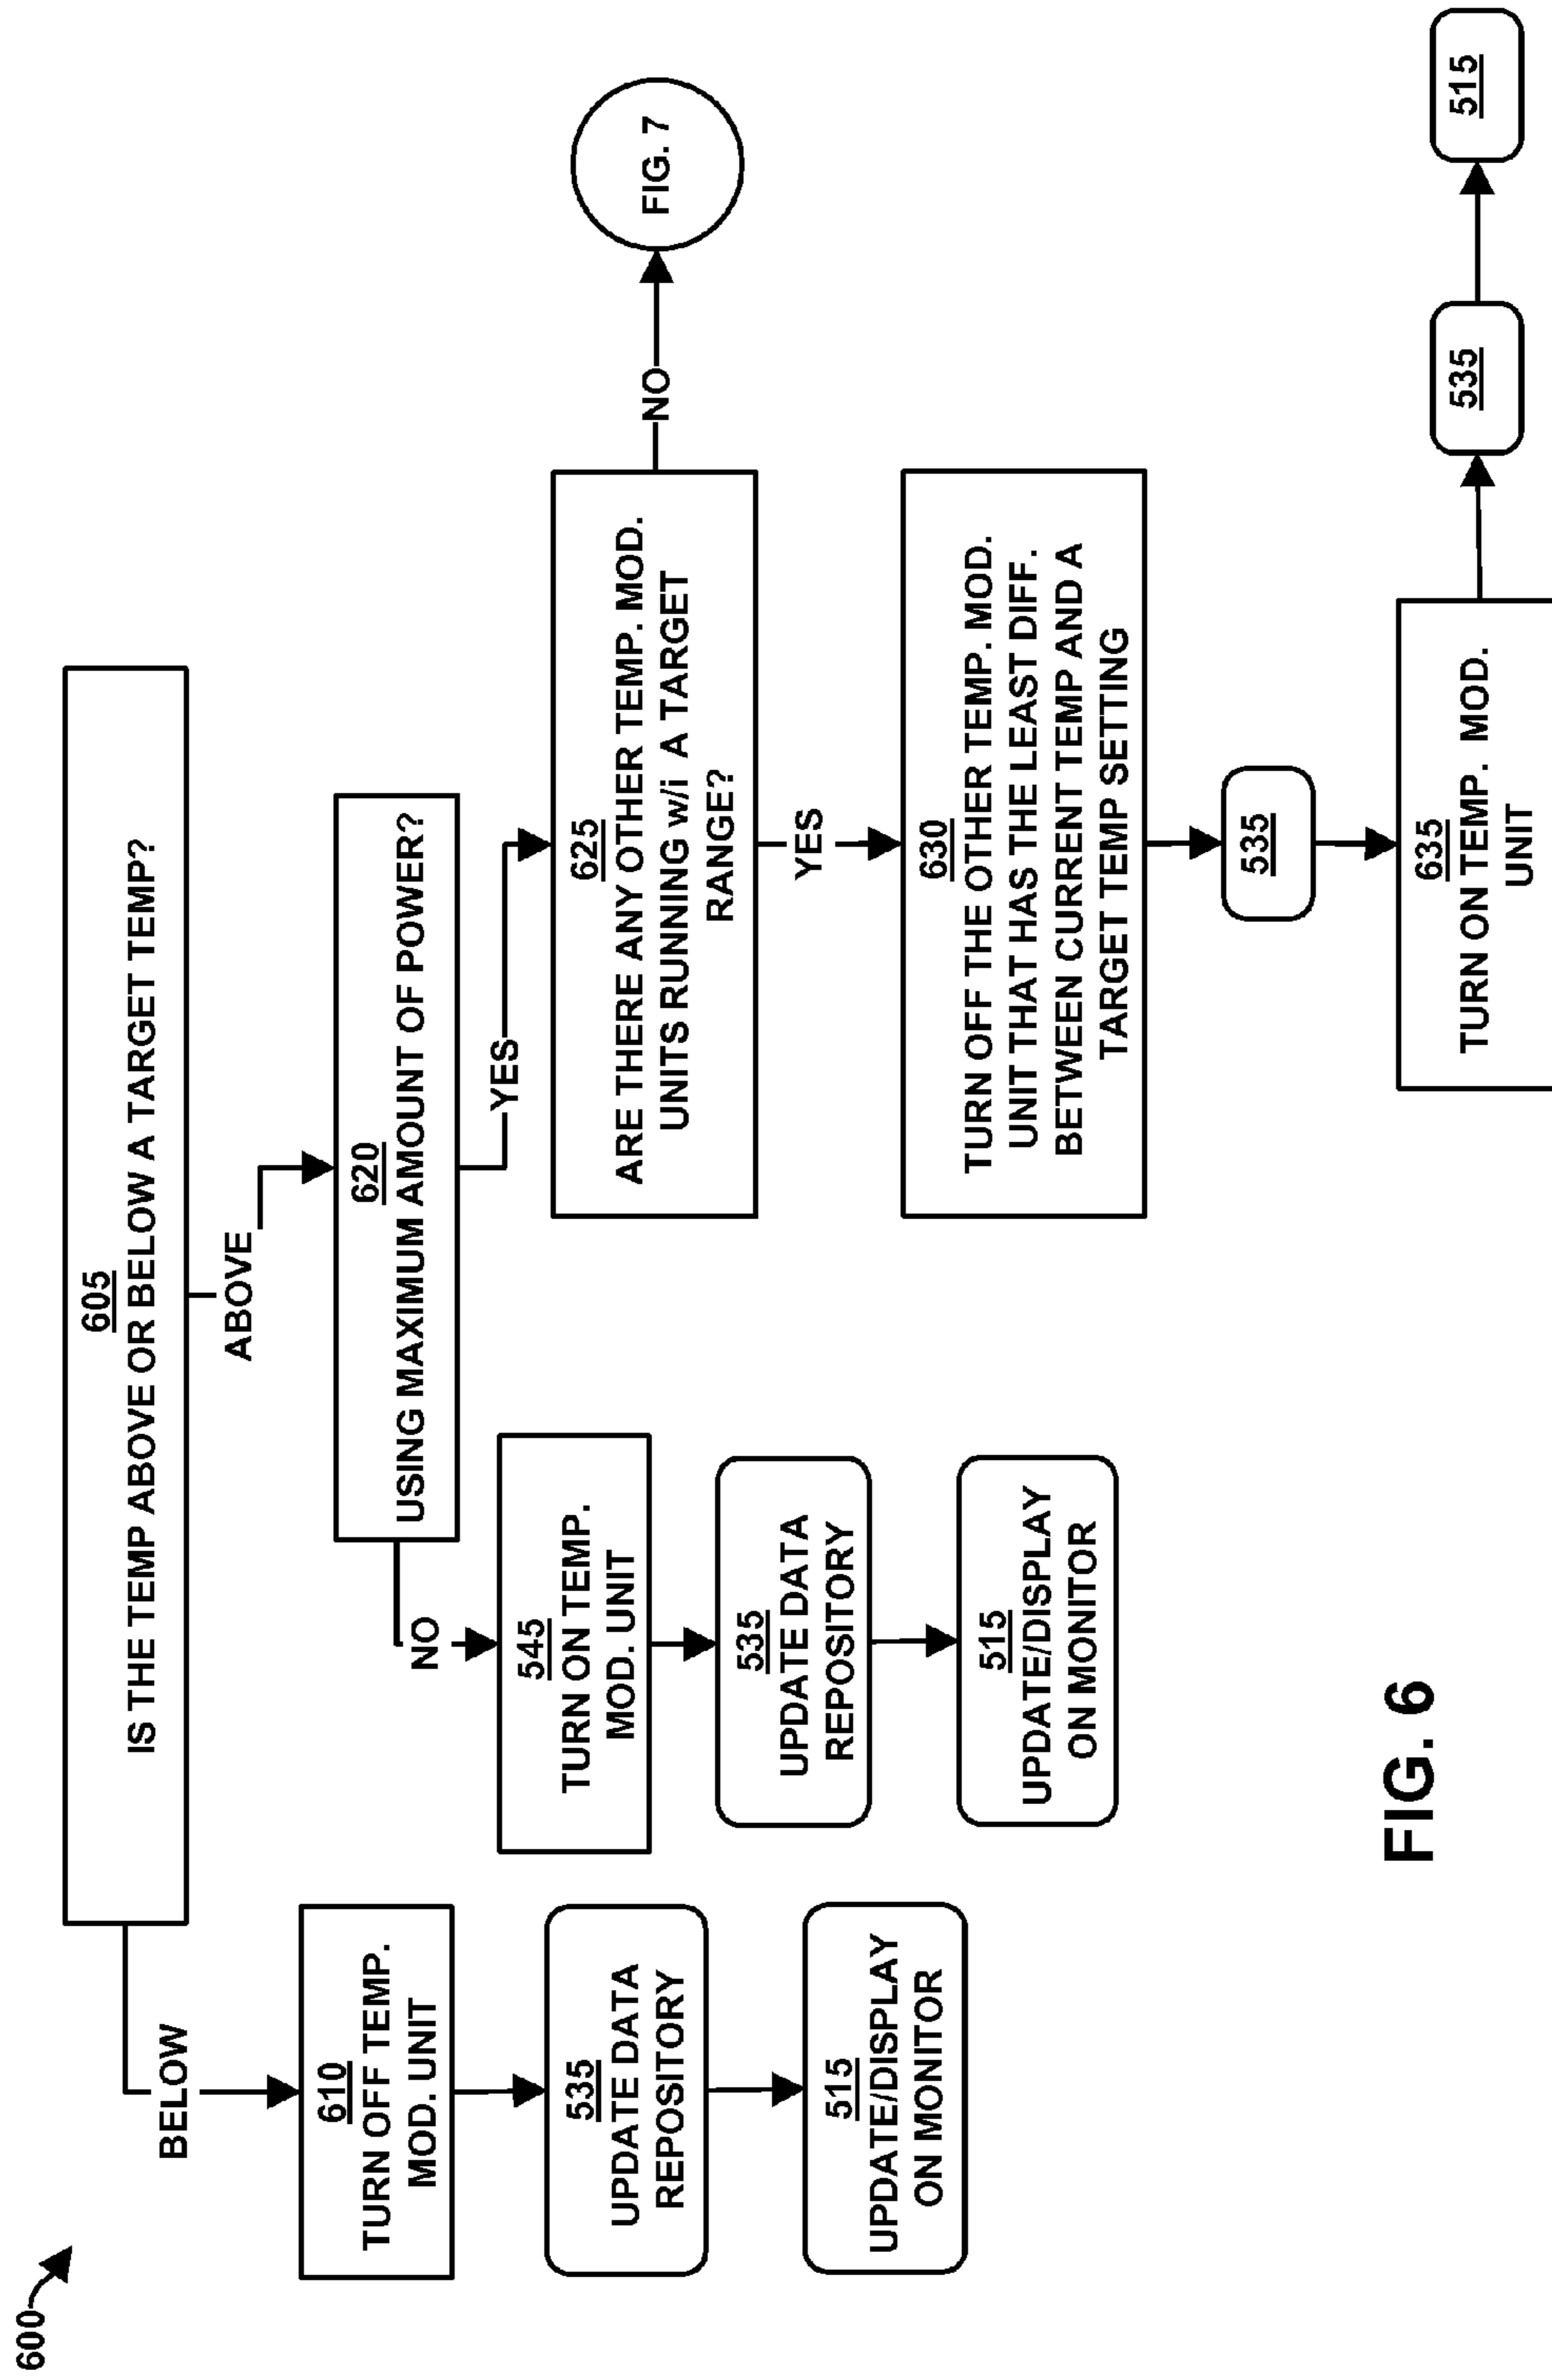 600
605
IS THE TEMP ABOVE OR BELOW A TARGET TEMP?
BELOW
ABOVE
610
TURN OFF TEMP.
MOD. UNIT
535
UPDATE DATA
REPOSITORY
515
UPDATE/DISPLAY
ON MONITOR
620
USING MAXIMUM AMOUNT OF POWER?
NO
YES
545
TURN ON TEMP.
MOD. UNIT
535
UPDATE DATA
REPOSITORY
515
UPDATE/DISPLAY
ON MONITOR
625
ARE THERE ANY OTHER TEMP. MOD.
UNITS RUNNING w/i A TARGET
RANGE?
NO
FIG. 7
YES
630
TURN OFF THE OTHER TEMP. MOD.
UNIT THAT HAS THE LEAST DIFF.
BETWEEN CURRENT TEMP AND A
TARGET TEMP SETTING
535
635
TURN ON TEMP. MOD.
UNIT
535
515
FIG. 6